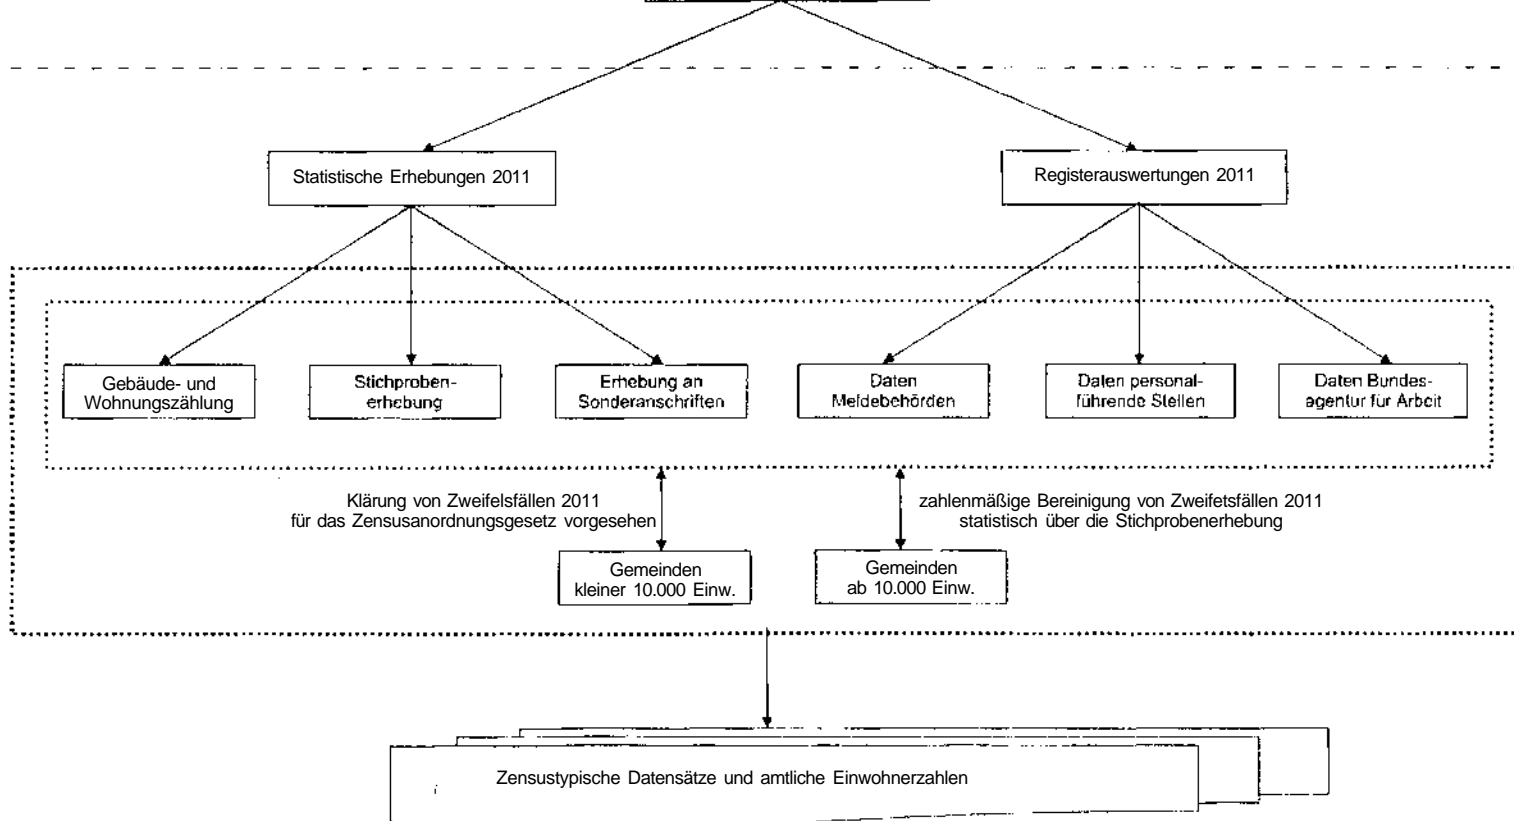 Statistische Erhebungen 2011
Registerauswertungen 2011
Gebäude- und
Wohnungszählung
Stichproben-
erhebung
Erhebung an
Sonderanschriften
Daten
Meldebehörden
Daten personal-
führende Stellen
Daten Bundes-
agentur für Arbeit
Klärung von Zweifelsfällen 2011
für das Zensusanordnungsgesetz vorgesehen
zahlenmäßige Bereinigung von Zweifetsfällen 2011
statistisch über die Stichprobenerhebung
Gemeinden
kleiner 10.000 Einw.
Gemeinden
ab 10.000 Einw.
Zensustypische Datensätze und amtliche Einwohnerzahlen